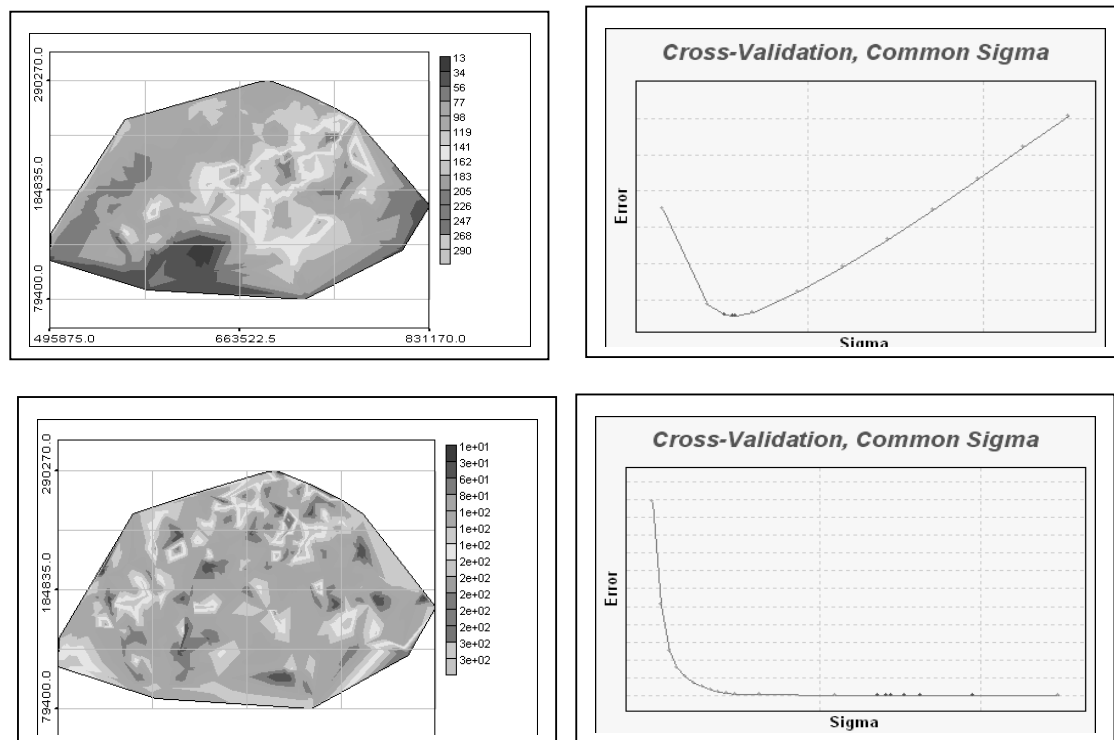 290270.0
184835.0
79400.0
495875.0
663522.5
831170.0
13
34
56
77
98
119
141
162
183
205
226
247
268
290
Cross-Validation, Common Sigma
Error
Sigma
290270.0
184835.0
79400.0
1e+01
3e+01
6e+01
8e+01
1e+02
1e+02
1e+02
2e+02
2e+02
2e+02
2e+02
2e+02
3e+02
3e+02
Cross-Validation, Common Sigma
Error
Sigma